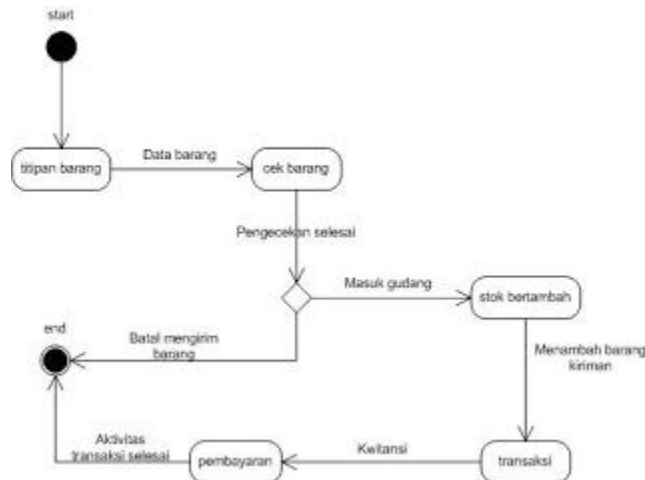 start
titipan barang
Data barang
cek barang
Pengecekan selesai
Masuk gudang
stok bertambah
end
Batal mengirim
barang
Menambah barang
kiriman
Aktivitas
transaksi selesai
pembayaran
Kwitansi
transaksi